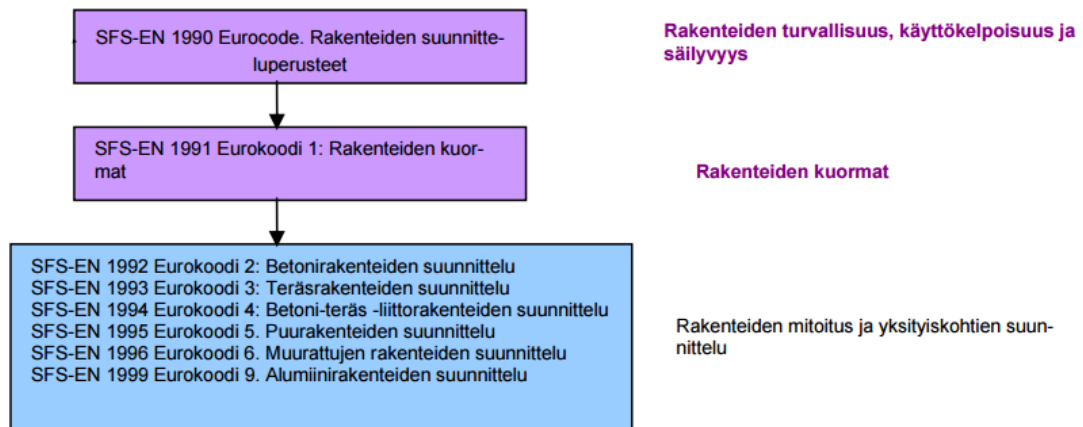 SFS-EN 1990 Eurocode. Rakenteiden suunnitte-
luperusteet
Rakenteiden turvallisuus, käyttökelpoisuus ja
säilyvyys
SFS-EN 1991 Eurokoodi 1: Rakenteiden kuor-
mat
Rakenteiden kuormat
SFS-EN 1992 Eurokoodi 2: Betonirakenteiden suunnittelu
SFS-EN 1993 Eurokoodi 3: Teräsrakenteiden suunnittelu
SFS-EN 1994 Eurokoodi 4: Betoni-teräs -liittorakenteiden suunnittelu
SFS-EN 1995 Eurokoodi 5. Puurakenteiden suunnittelu
SFS-EN 1996 Eurokoodi 6. Muurattujen rakenteiden suunnittelu
SFS-EN 1999 Eurokoodi 9. Alumiinirakenteiden suunnittelu
Rakenteiden mitoitus ja yksityiskohtien suun-
nittelu